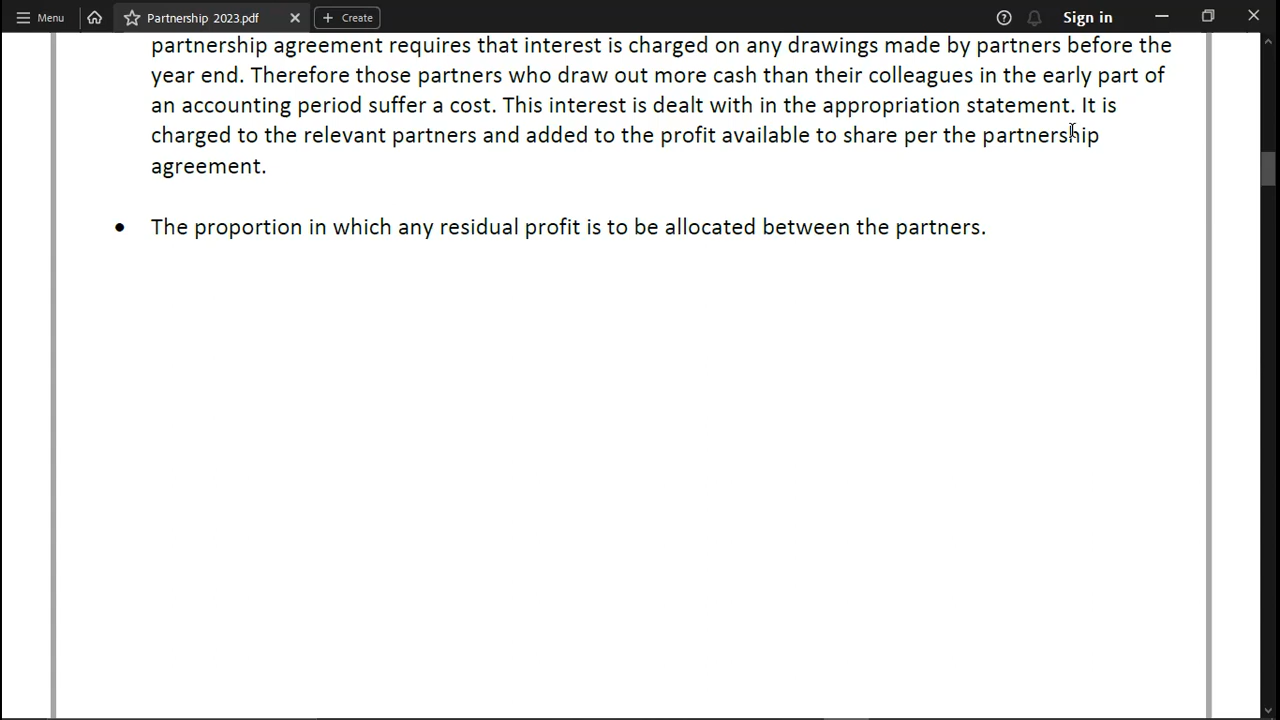 Menu
Partnership 2023.pdf
Create
Sign in
partnership agreement requires that interest is charged on any drawings made by partners before the
year end. Therefore those partners who draw out more cash than their colleagues in the early part of
an accounting period suffer a cost. This interest is dealt with in the appropriation statement. It is
charged to the relevant partners and added to the profit available to share per the partnership
agreement.
• The proportion in which any residual profit is to be allocated between the partners.